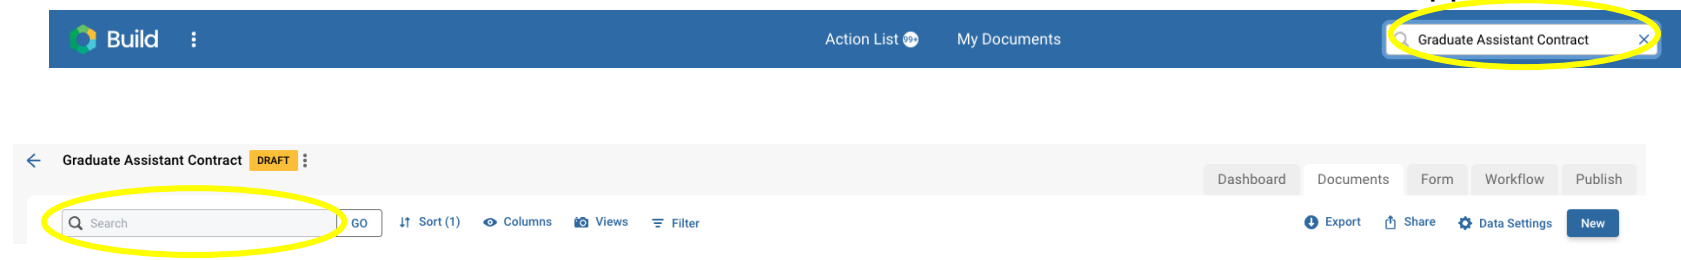 Build Action List 99+ My Documents Graduate Assistant Contract
Graduate Assistant Contract DRAFT
Dashboard Documents Form Workflow Publish
Search GO Sort (1) Columns Views Filter Export Share Data Settings New